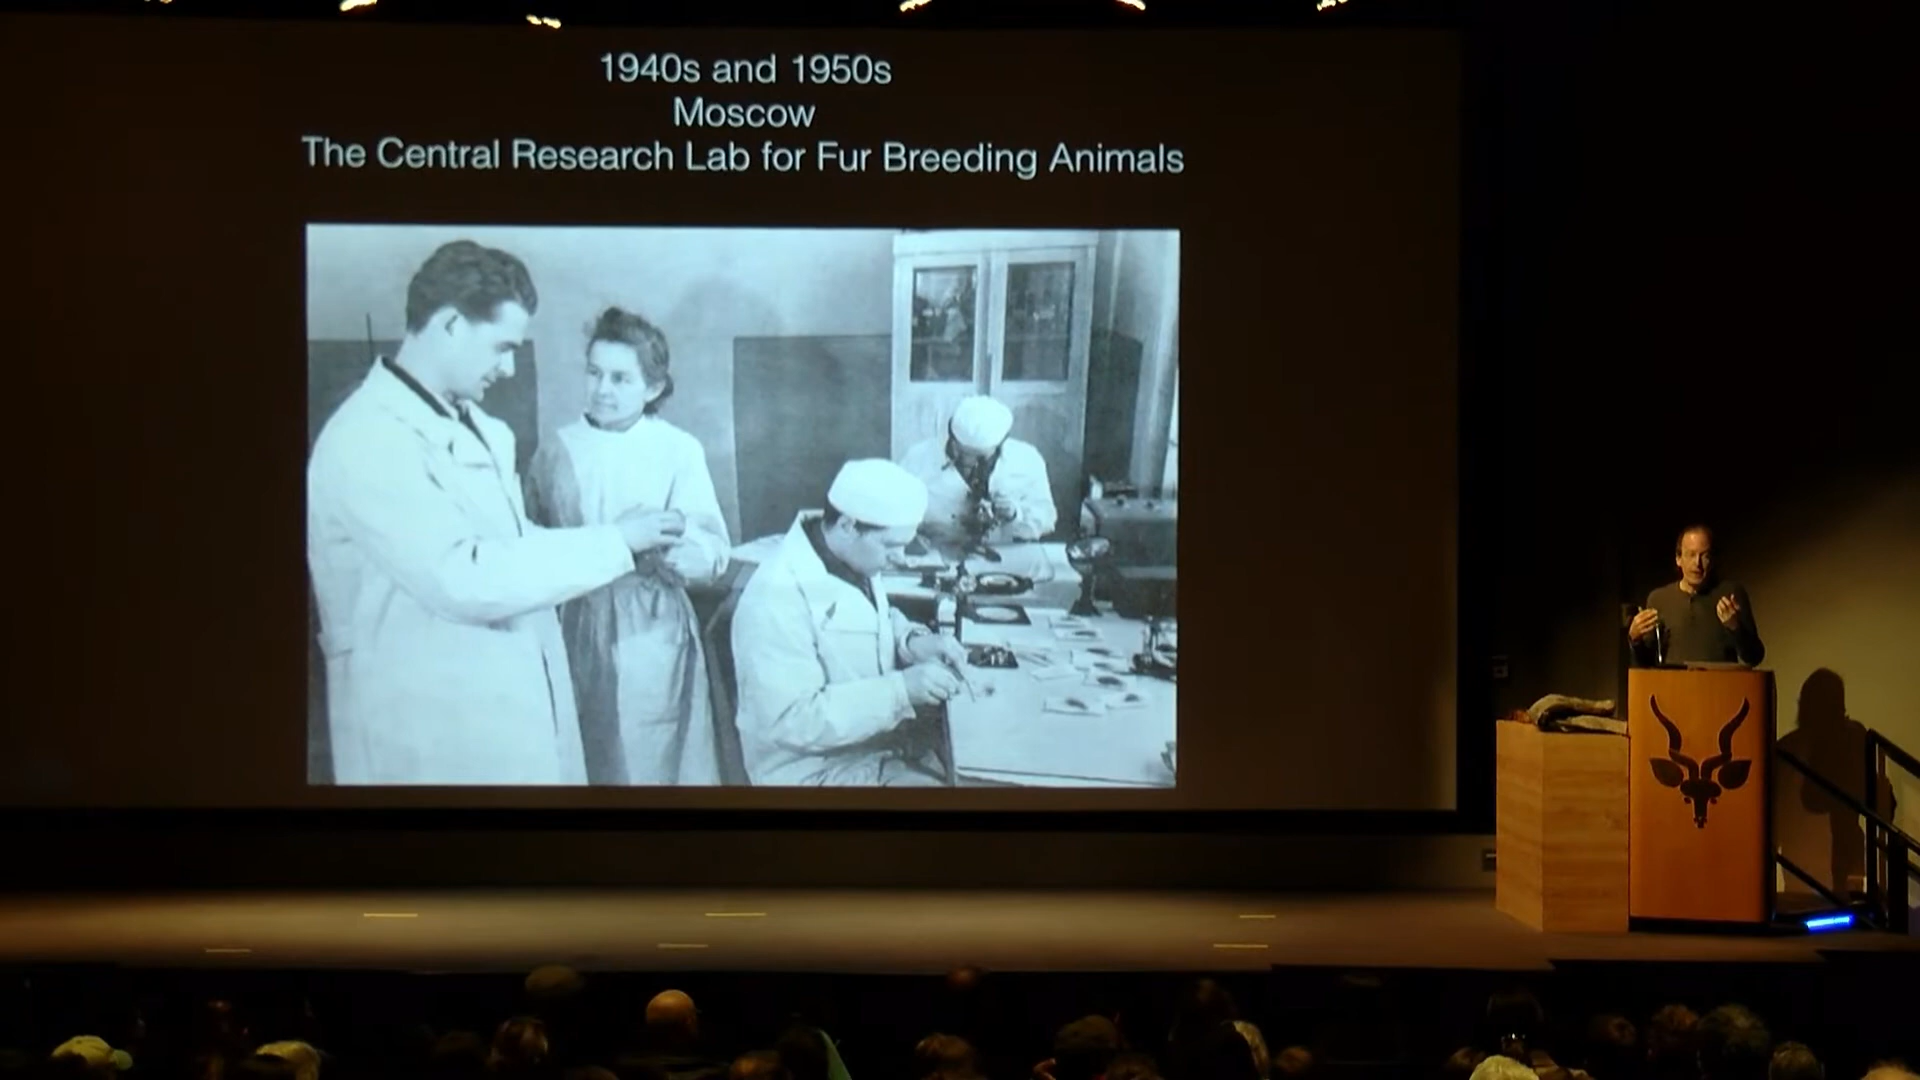 1940s and 1950s
Moscow
The Central Research Lab for Fur Breeding Animals